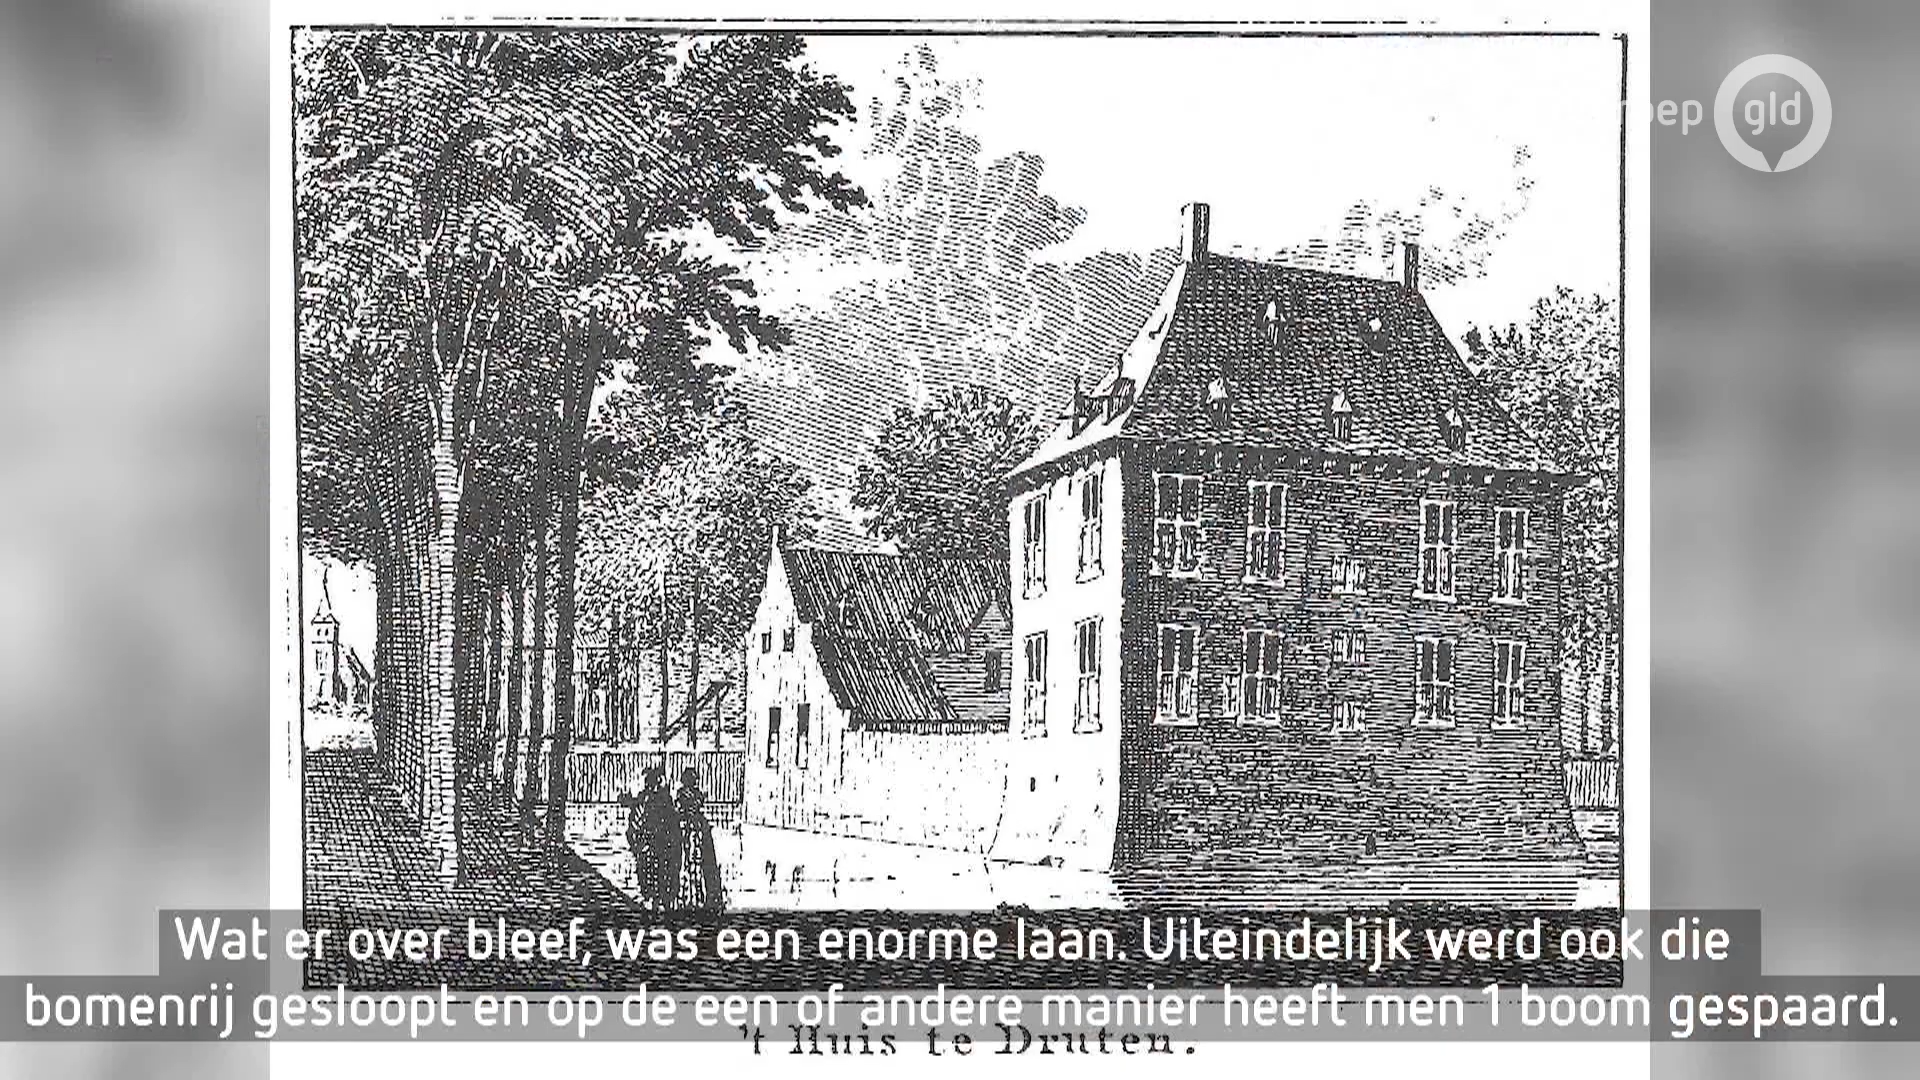 gld
Wat er over bleef, was een enorme laan. Uiteindelijk werd ook die
bomenrij gesloopt en op de een of andere manier heeft men 1 boom gespaard.
't Huis te Druten.